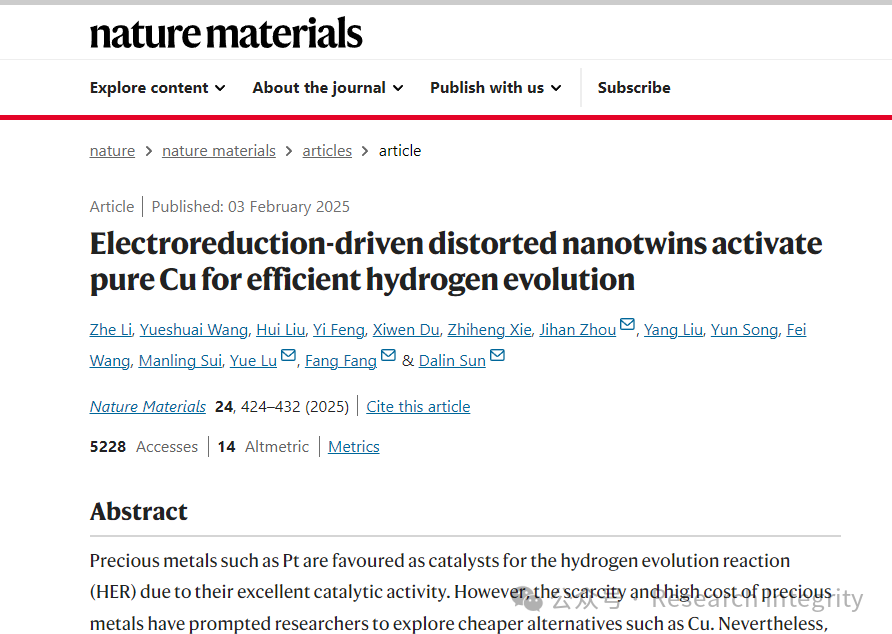 nature materials
Explore content About the journal Publish with us Subscribe
nature > nature materials > articles > article
Article | Published: 03 February 2025
Electroreduction-driven distorted nanotwins activate
pure Cu for efficient hydrogen evolution
Zhe Li, Yueshuai Wang, Hui Liu, Yi Feng, Xiwen Du, Zhiheng Xie, Jihan Zhou, Yang Liu, Yun Song, Fei
Wang, Manling Sui, Yue Lu, Fang Fang & Dalin Sun
Nature Materials 24, 424–432 (2025) | Cite this article
5228 Accesses | 14 Altmetric | Metrics
Abstract
Precious metals such as Pt are favoured as catalysts for the hydrogen evolution reaction
(HER) due to their excellent catalytic activity. However, the scarcity and high cost of precious
公众号 · Research Integrity
metals have prompted researchers to explore cheaper alternatives such as Cu. Nevertheless,